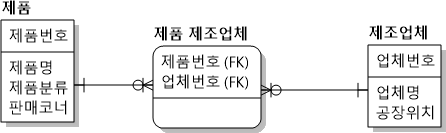 제품
제품번호
제품명
제품분류
판매코너
제품 제조업체
제품번호 (FK)
업체번호 (FK)
제조업체
업체번호
업체명
공장위치